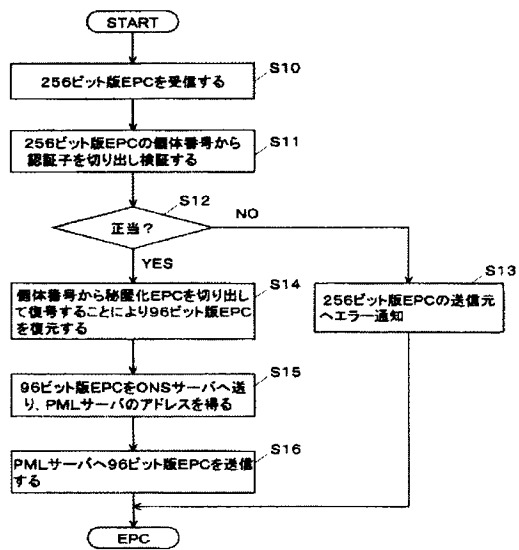 START
S10
256ビット版EPCを受信する
S11
256ビット版EPCの個体番号から
認証子を切り出し検証する
S12
正当?
NO
YES
S13
256ビット版EPCの送信元
へエラー通知
S14
個体番号から秘匿化EPCを切り出し
て復号することにより96ビット版EPC
を復元する
S15
96ビット版EPCをONSサーバへ送
り、PMLサーバのアドレスを得る
S16
PMLサーバへ96ビット版EPCを送信
する
EPC